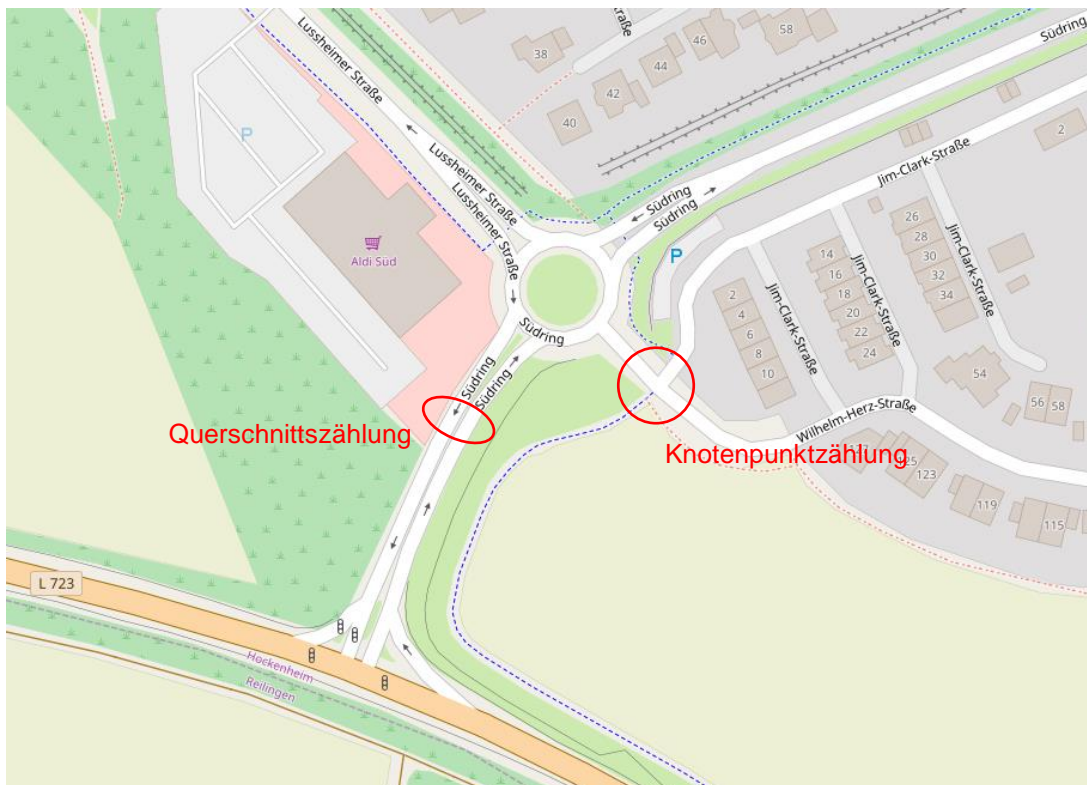 Lussheimer Straße
38
46
58
44
42
40
Südring
2
P
Jim-Clark-Straße
Lussheimer Straße
Lussheimer Straße
Südring
Südring
Aldi Süd
P
26
28
30
32
34
14
16
18
20
22
24
Jim-Clark-Straße
Jim-Clark-Straße
Jim-Clark-Straße
2
4
6
8
10
Südring
Südring
Südring
54
56
58
Wilhelm-Herz-Straße
Querschnittszählung
Knotenpunktzählung
123
119
115
L 723
Hockenheim
Reilingen